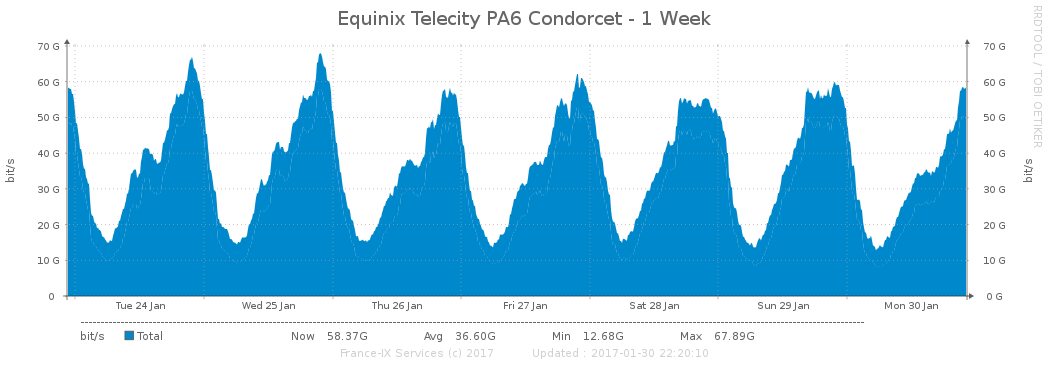 Equinix Telecity PA6 Condorcet - 1 Week
RRDTOOL / TOBI OETIKER
70 G 70 G
60 G 60 G
50 G 50 G
40 G 40 G
30 G 30 G
20 G 20 G
10 G 10 G
0 0 G
bit/s bit/s
Tue 24 Jan Wed 25 Jan Thu 26 Jan Fri 27 Jan Sat 28 Jan Sun 29 Jan Mon 30 Jan
bit/s Total Now 58.37G Avg 36.60G Min 12.68G Max 67.89G
France-IX Services (c) 2017 Updated : 2017-01-30 22:20:10